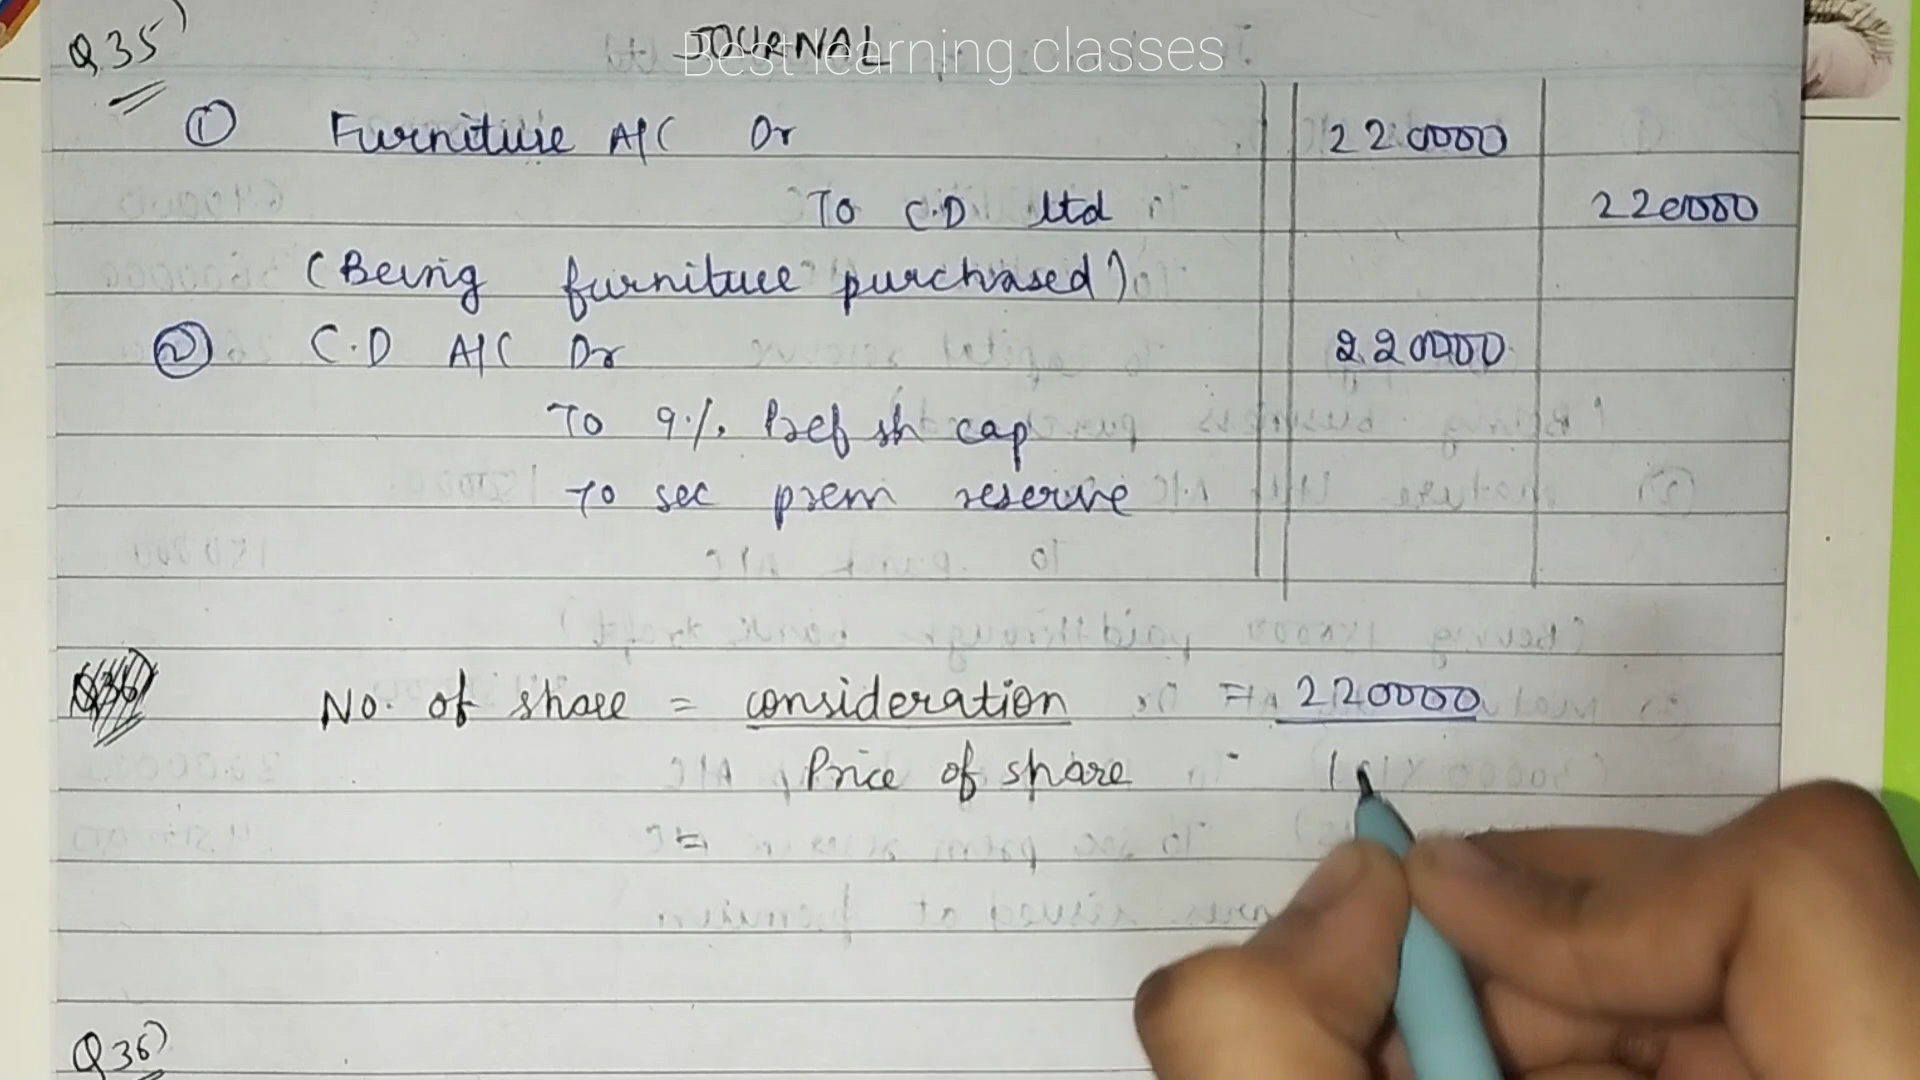 Q.35)
JOURNAL
Best learning classes
① Furniture A/C Dr 220000
To C.D ltd 220000
(Being furniture purchased)
② C.D A/C Dr 220000
To 9% Pref sh cap
To sec prem reserve
No. of share = consideration = 220000
Price of share
Q36)